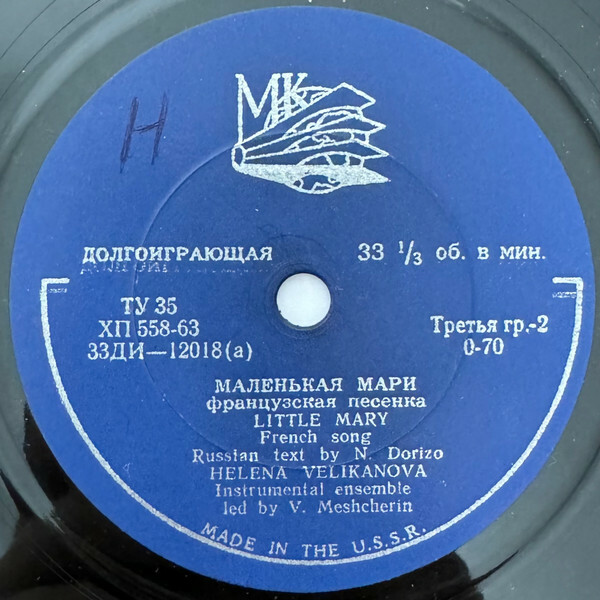 МК
Н
ДОЛГОИГРАЮЩАЯ 33 1/3 об. в мин.
ТУ 35
ХП 558-63
33ДИ—12018(а)
Третья гр.-2
0-70
МАЛЕНЬКАЯ МАРИ
французская песенка
LITTLE MARY
French song
Russian text by N. Dorizo
HELENA VELIKANOVA
Instrumental ensemble
led by V. Meshcherin
MADE IN THE U.S.S.R.